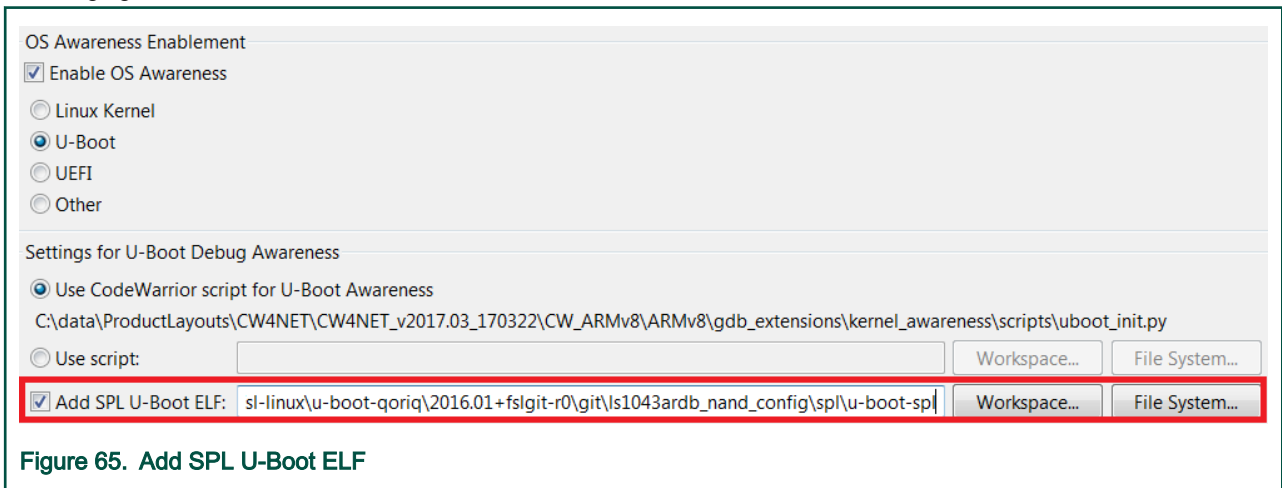 OS Awareness Enablement
Enable OS Awareness
Linux Kernel
U-Boot
UEFI
Other
Settings for U-Boot Debug Awareness
Use CodeWarrior script for U-Boot Awareness
C:\data\ProductLayouts\CW4NET\CW4NET_v2017.03_170322\CW_ARMv8\ARMv8\gdb_extensions\kernel_awareness\scripts\uboot_init.py
Use script: Workspace... File System...
Add SPL U-Boot ELF: sl-linux\u-boot-qoriq\2016.01+fslgit-r0\git\ls1043ardb_nand_config\spl\u-boot-spl Workspace... File System...
Figure 65. Add SPL U-Boot ELF